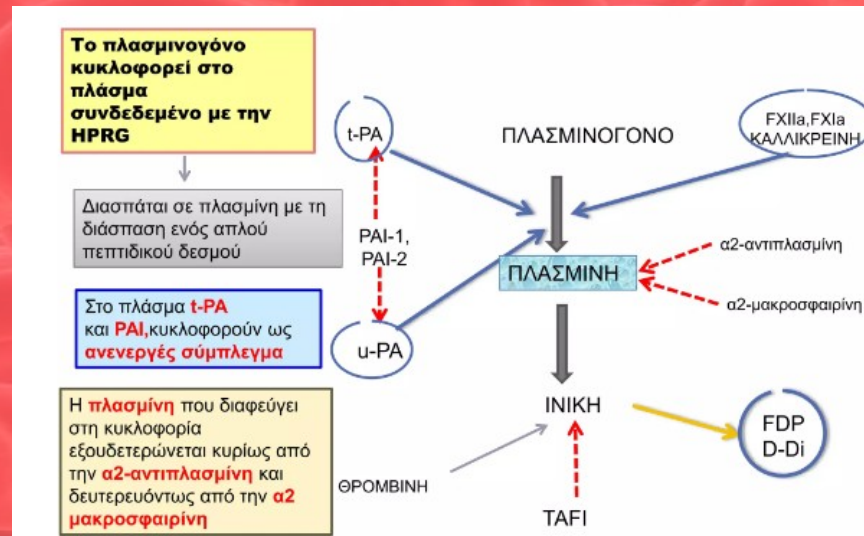 Το πλασμινογόνο
κυκλοφορεί στο
πλάσμα
συνδεδεμένο με την
HPRG
Διασπάται σε πλασμίνη με τη
διάσπαση ενός απλού
πεπτιδικού δεσμού
Στο πλάσμα t-PA
και PAI,κυκλοφορούν ως
ανενεργές σύμπλεγμα
Η πλασμίνη που διαφεύγει
στη κυκλοφορία
εξουδετερώνεται κυρίως από
την α2-αντιπλασμίνη και
δευτερευόντως από την α2
μακροσφαιρίνη
t-PA
PAI-1,
PAI-2
u-PA
ΘΡΟΜΒΙΝΗ
ΠΛΑΣΜΙΝΟΓΟΝΟ
ΠΛΑΣΜΙΝΗ
ΙΝΙΚΗ
TAFI
FXIIa,FXIa
ΚΑΛΛΙΚΡΕΙΝΗ
α2-αντιπλασμίνη
α2-μακροσφαιρίνη
FDP
D-Di